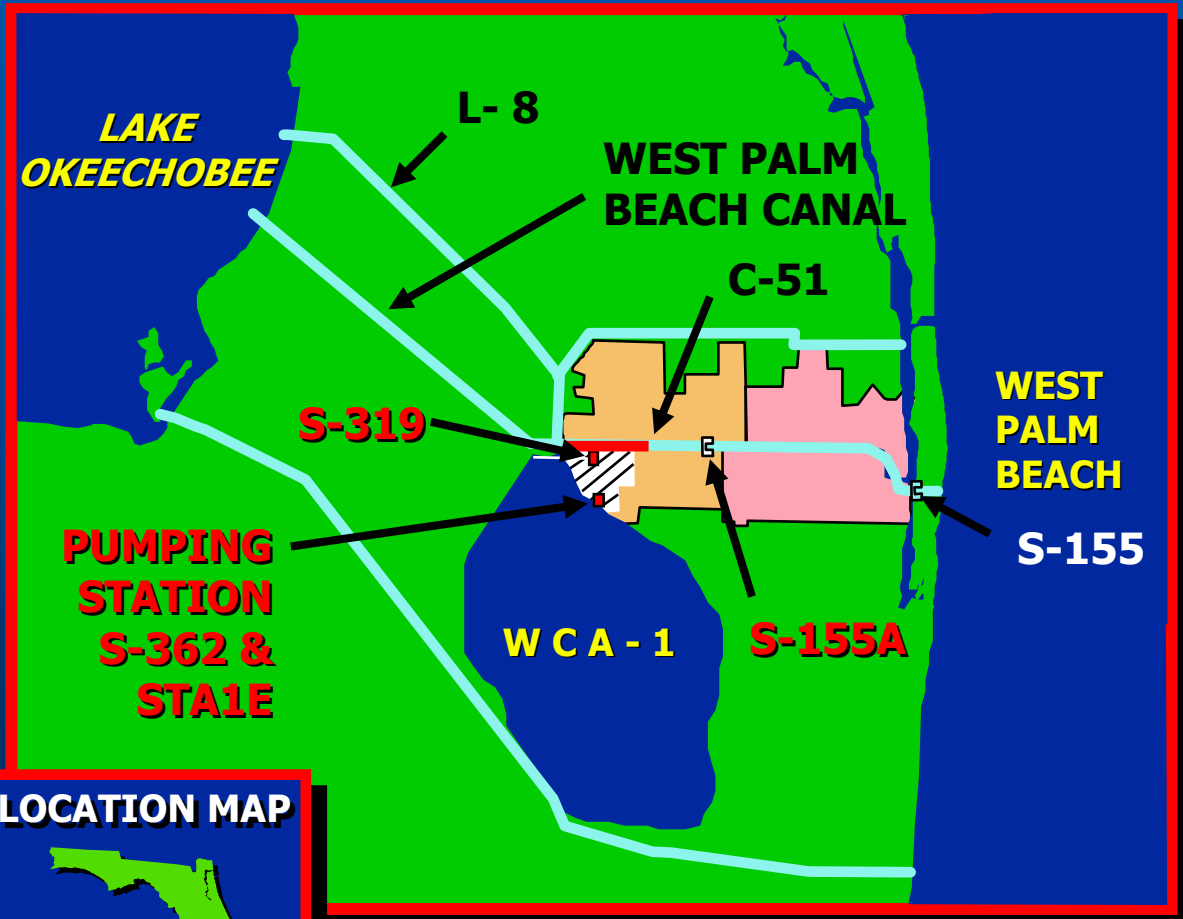 LAKE
OKEECHOBEE
L- 8
WEST PALM
BEACH CANAL
C-51
S-319
WEST
PALM
BEACH
S-155
PUMPING
STATION
S-362 &
STA1E
W C A - 1
S-155A
LOCATION MAP